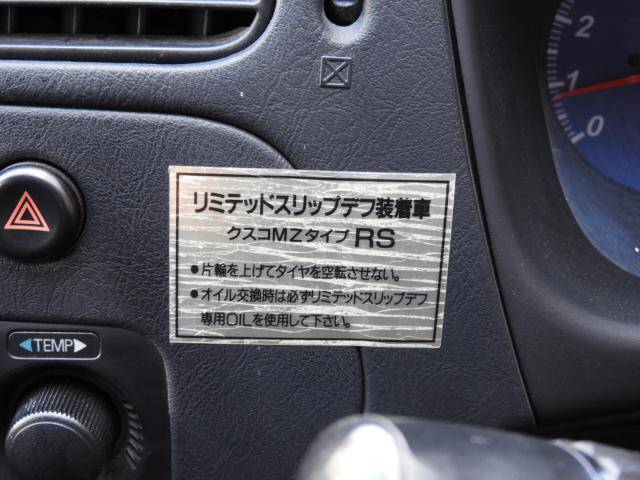 2
1
0
リミテッドスリップデフ装着車
クスコMZタイプ RS
●片輪を上げてタイヤを空転させない。
●オイル交換時は必ずリミテッドスリップデフ
専用OILを使用して下さい。
◀TEMP▶